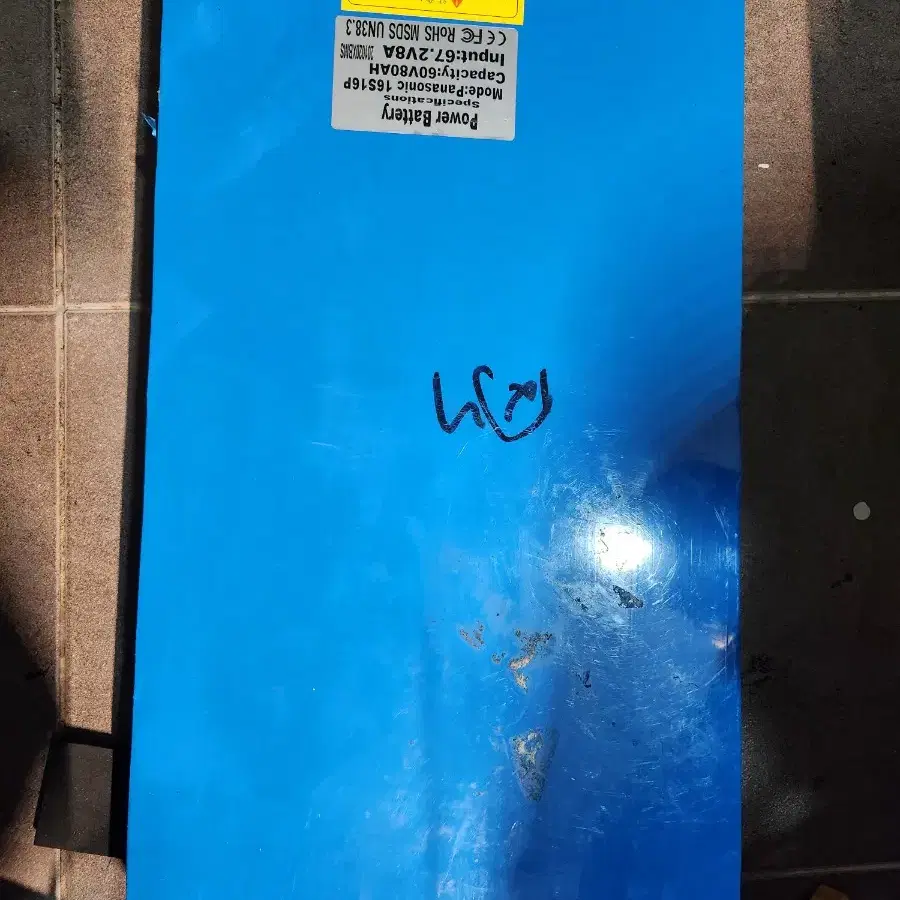 Power Battery
Specifications
Mode:Panasonic 16S16P
Capacity:60V80AH
Input:67.2V8A
CE FC RoHS MSDS UN38.3